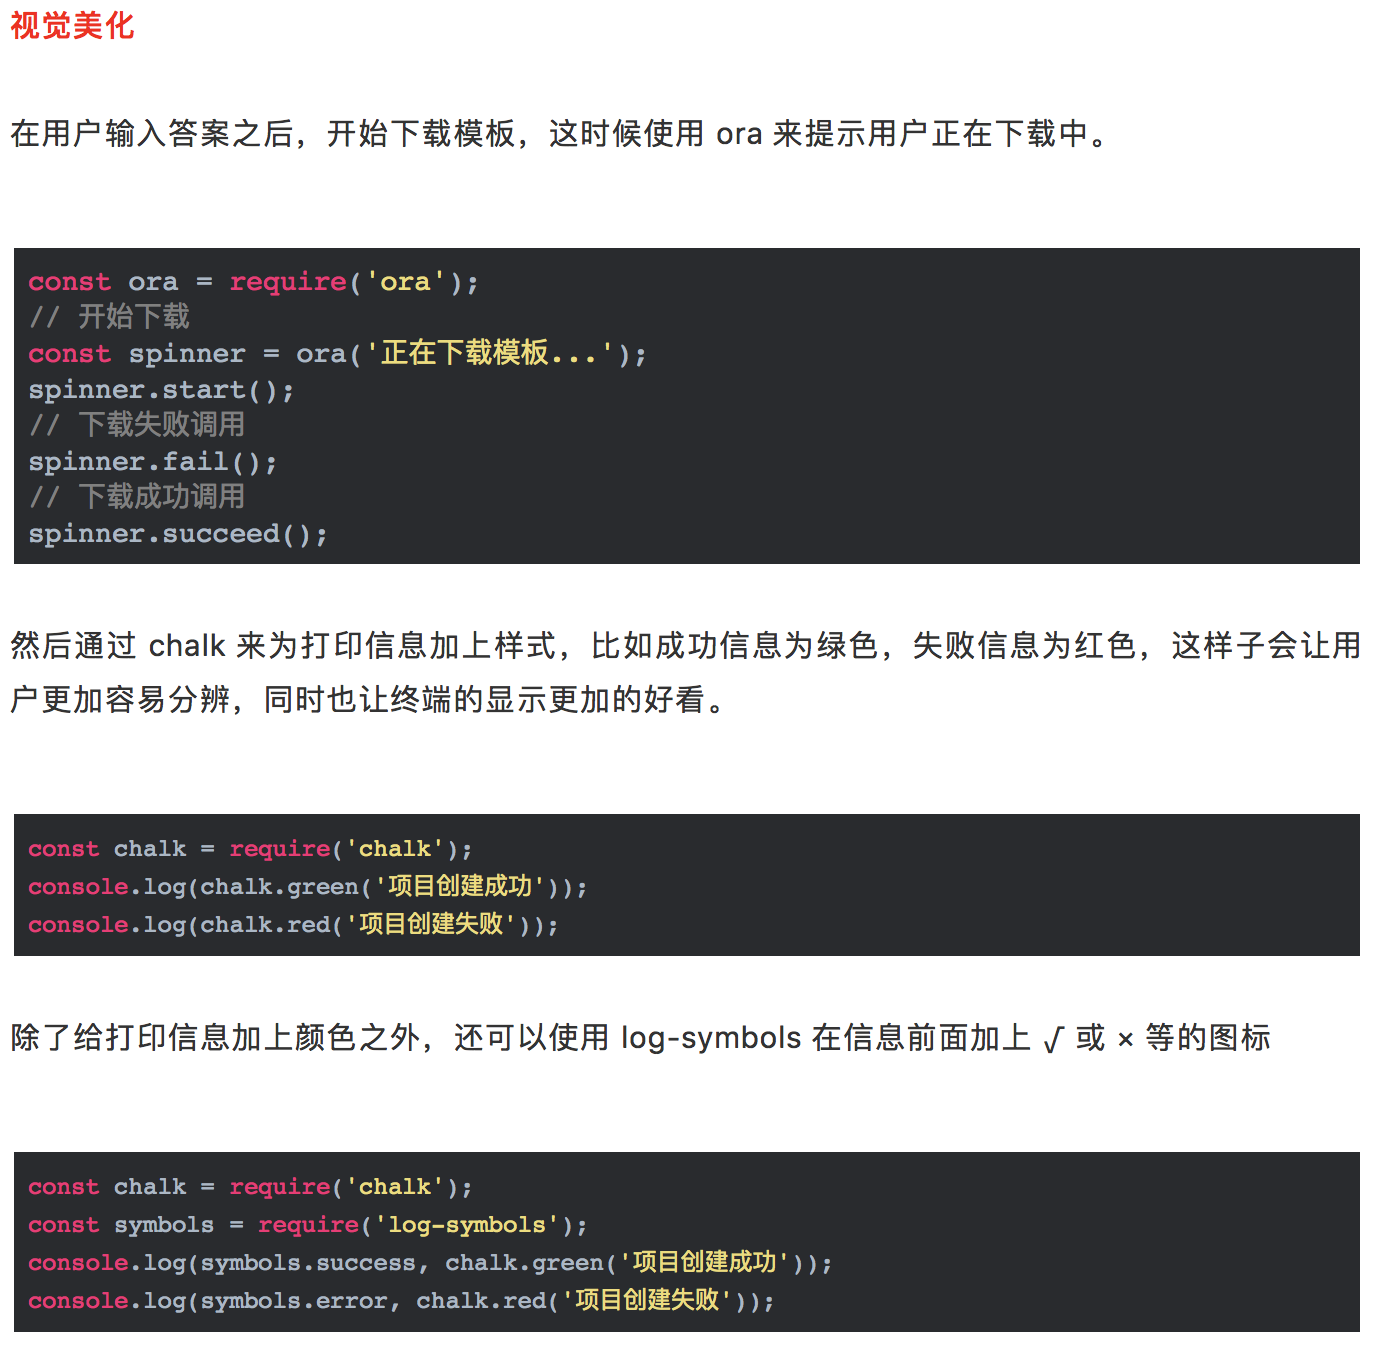 视觉美化
在用户输入答案之后，开始下载模板，这时候使用 ora 来提示用户正在下载中。
const ora = require('ora');
// 开始下载
const spinner = ora('正在下载模板...');
spinner.start();
// 下载失败调用
spinner.fail();
// 下载成功调用
spinner.succeed();
然后通过 chalk 来为打印信息加上样式，比如成功信息为绿色，失败信息为红色，这样子会让用
户更加容易分辨，同时也让终端的显示更加的好看。
const chalk = require('chalk');
console.log(chalk.green('项目创建成功'));
console.log(chalk.red('项目创建失败'));
除了给打印信息加上颜色之外，还可以使用 log-symbols 在信息前面加上 √ 或 × 等的图标
const chalk = require('chalk');
const symbols = require('log-symbols');
console.log(symbols.success, chalk.green('项目创建成功'));
console.log(symbols.error, chalk.red('项目创建失败'));